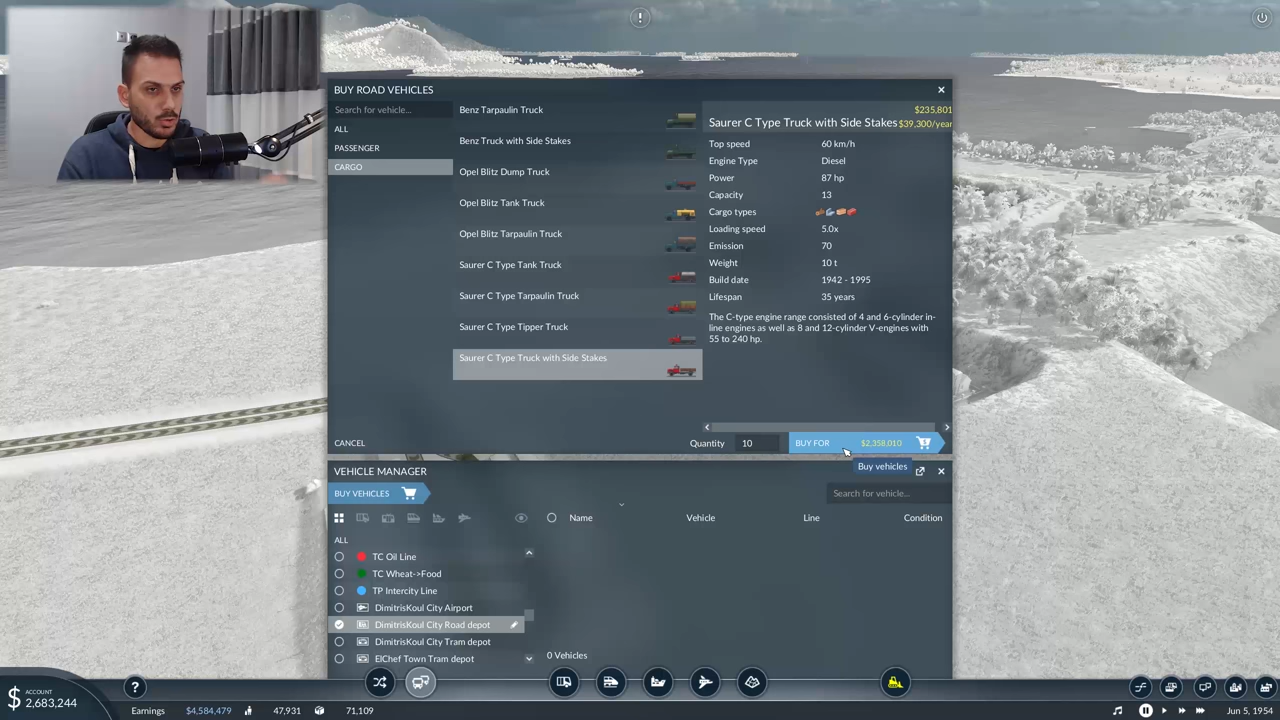 BUY ROAD VEHICLES
Search for vehicle...
ALL
PASSENGER
CARGO
Benz Tarpaulin Truck
Benz Truck with Side Stakes
Opel Blitz Dump Truck
Opel Blitz Tank Truck
Opel Blitz Tarpaulin Truck
Saurer C Type Tank Truck
Saurer C Type Tarpaulin Truck
Saurer C Type Tipper Truck
Saurer C Type Truck with Side Stakes
$235,801
Saurer C Type Truck with Side Stakes $39,300/year
Top speed 60 km/h
Engine Type Diesel
Power 87 hp
Capacity 13
Cargo types
Loading speed 5.0x
Emission 70
Weight 10 t
Build date 1942 - 1995
Lifespan 35 years
The C-type engine range consisted of 4 and 6-cylinder in-
line engines as well as 8 and 12-cylinder V-engines with
55 to 240 hp.
CANCEL
Quantity 10 BUY FOR $2,358,010
Buy vehicles
VEHICLE MANAGER
BUY VEHICLES
Search for vehicle...
Name Vehicle Line Condition
ALL
TC Oil Line
TC Wheat->Food
TP Intercity Line
DimitrisKoul City Airport
DimitrisKoul City Road depot
DimitrisKoul City Tram depot
ElChef Town Tram depot
0 Vehicles
ACCOUNT
$ 2,683,244
?
Earnings $4,584,479 47,931 71,109
Jun 5, 1954